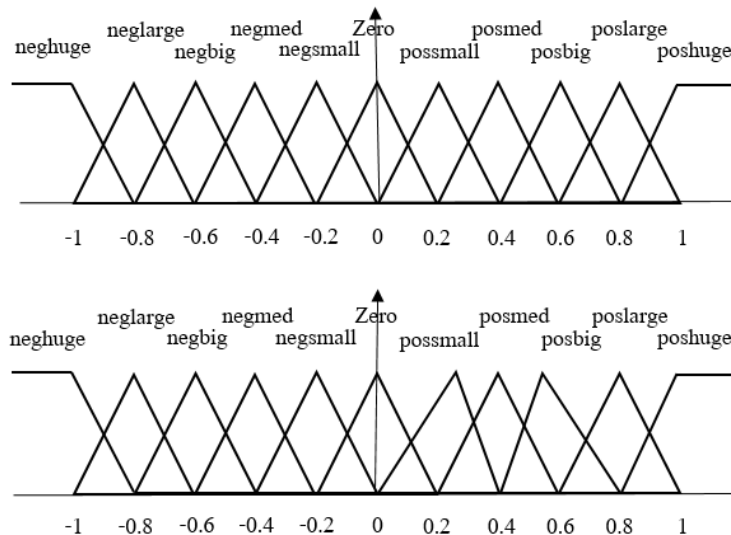 neglarge negmed Zero posmed poslarge
neghuge negbig negsmall possmall posbig poshuge
-1 -0.8 -0.6 -0.4 -0.2 0 0.2 0.4 0.6 0.8 1
neglarge negmed Zero posmed poslarge
neghuge negbig negsmall possmall posbig poshuge
-1 -0.8 -0.6 -0.4 -0.2 0 0.2 0.4 0.6 0.8 1